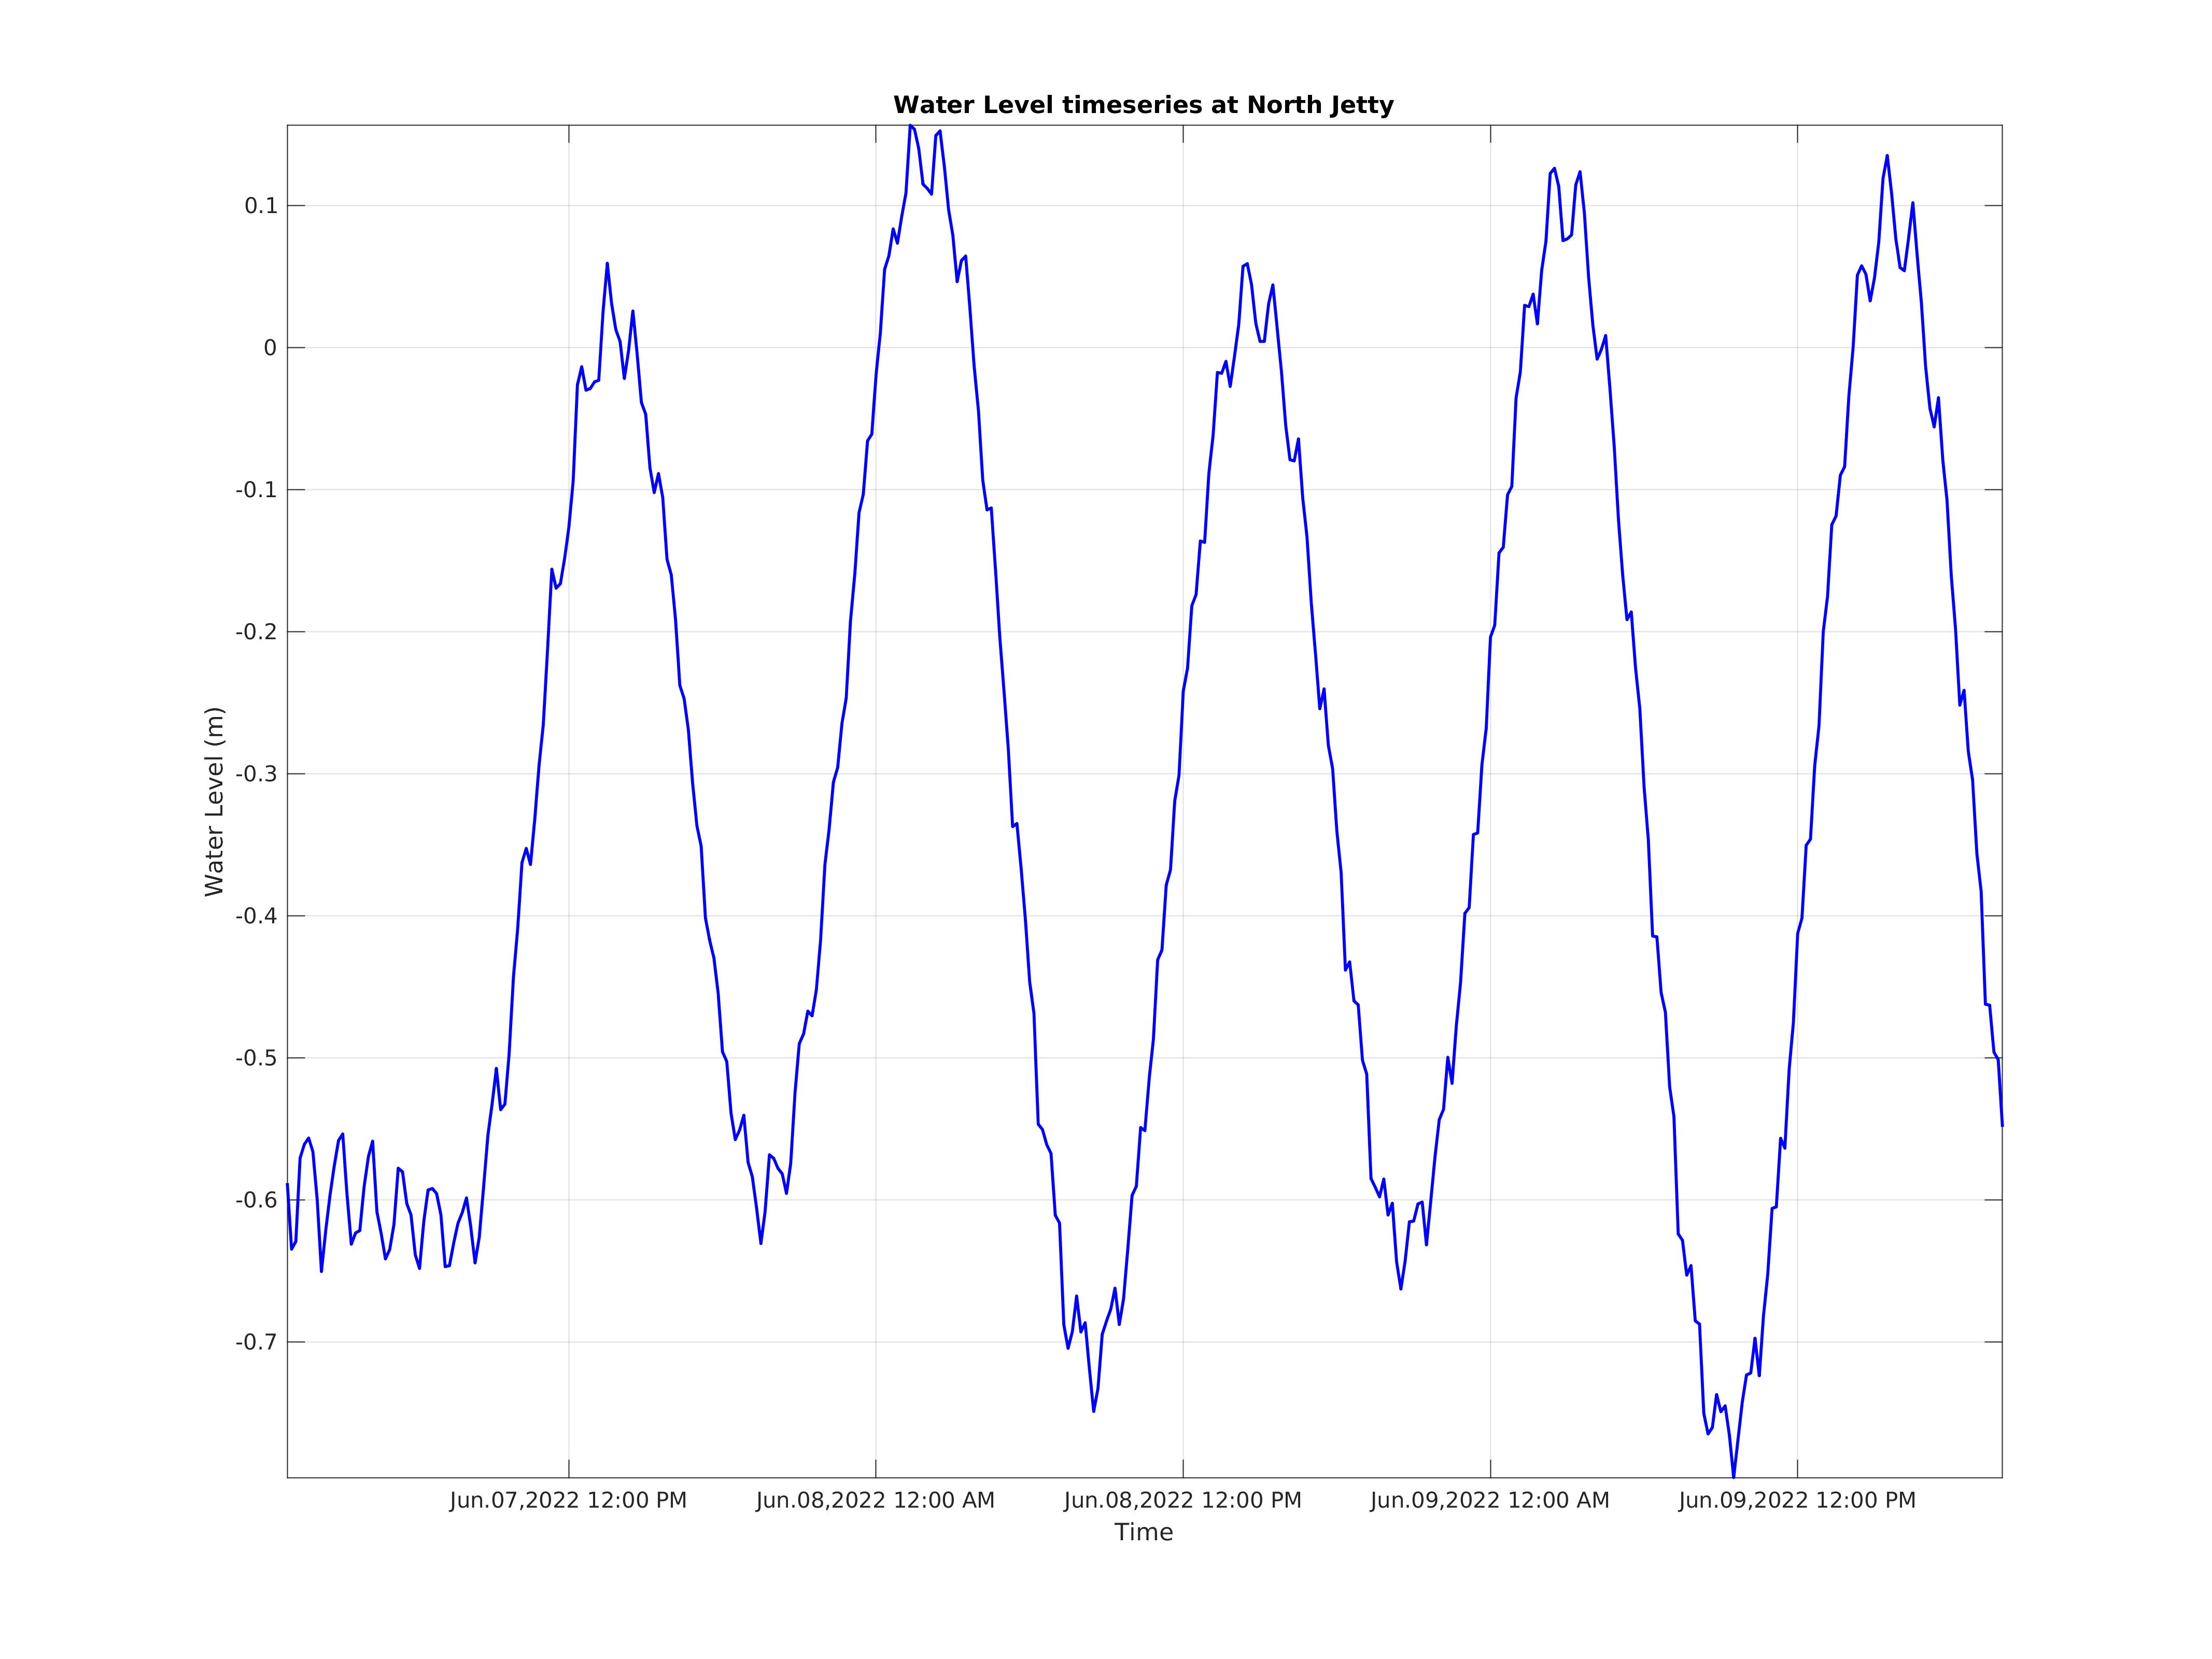 Water Level timeseries at North Jetty
0.1
0
-0.1
-0.2
-0.3
-0.4
-0.5
-0.6
-0.7
Water Level (m)
Jun.07,2022 12:00 PM
Jun.08,2022 12:00 AM
Jun.08,2022 12:00 PM
Jun.09,2022 12:00 AM
Jun.09,2022 12:00 PM
Time